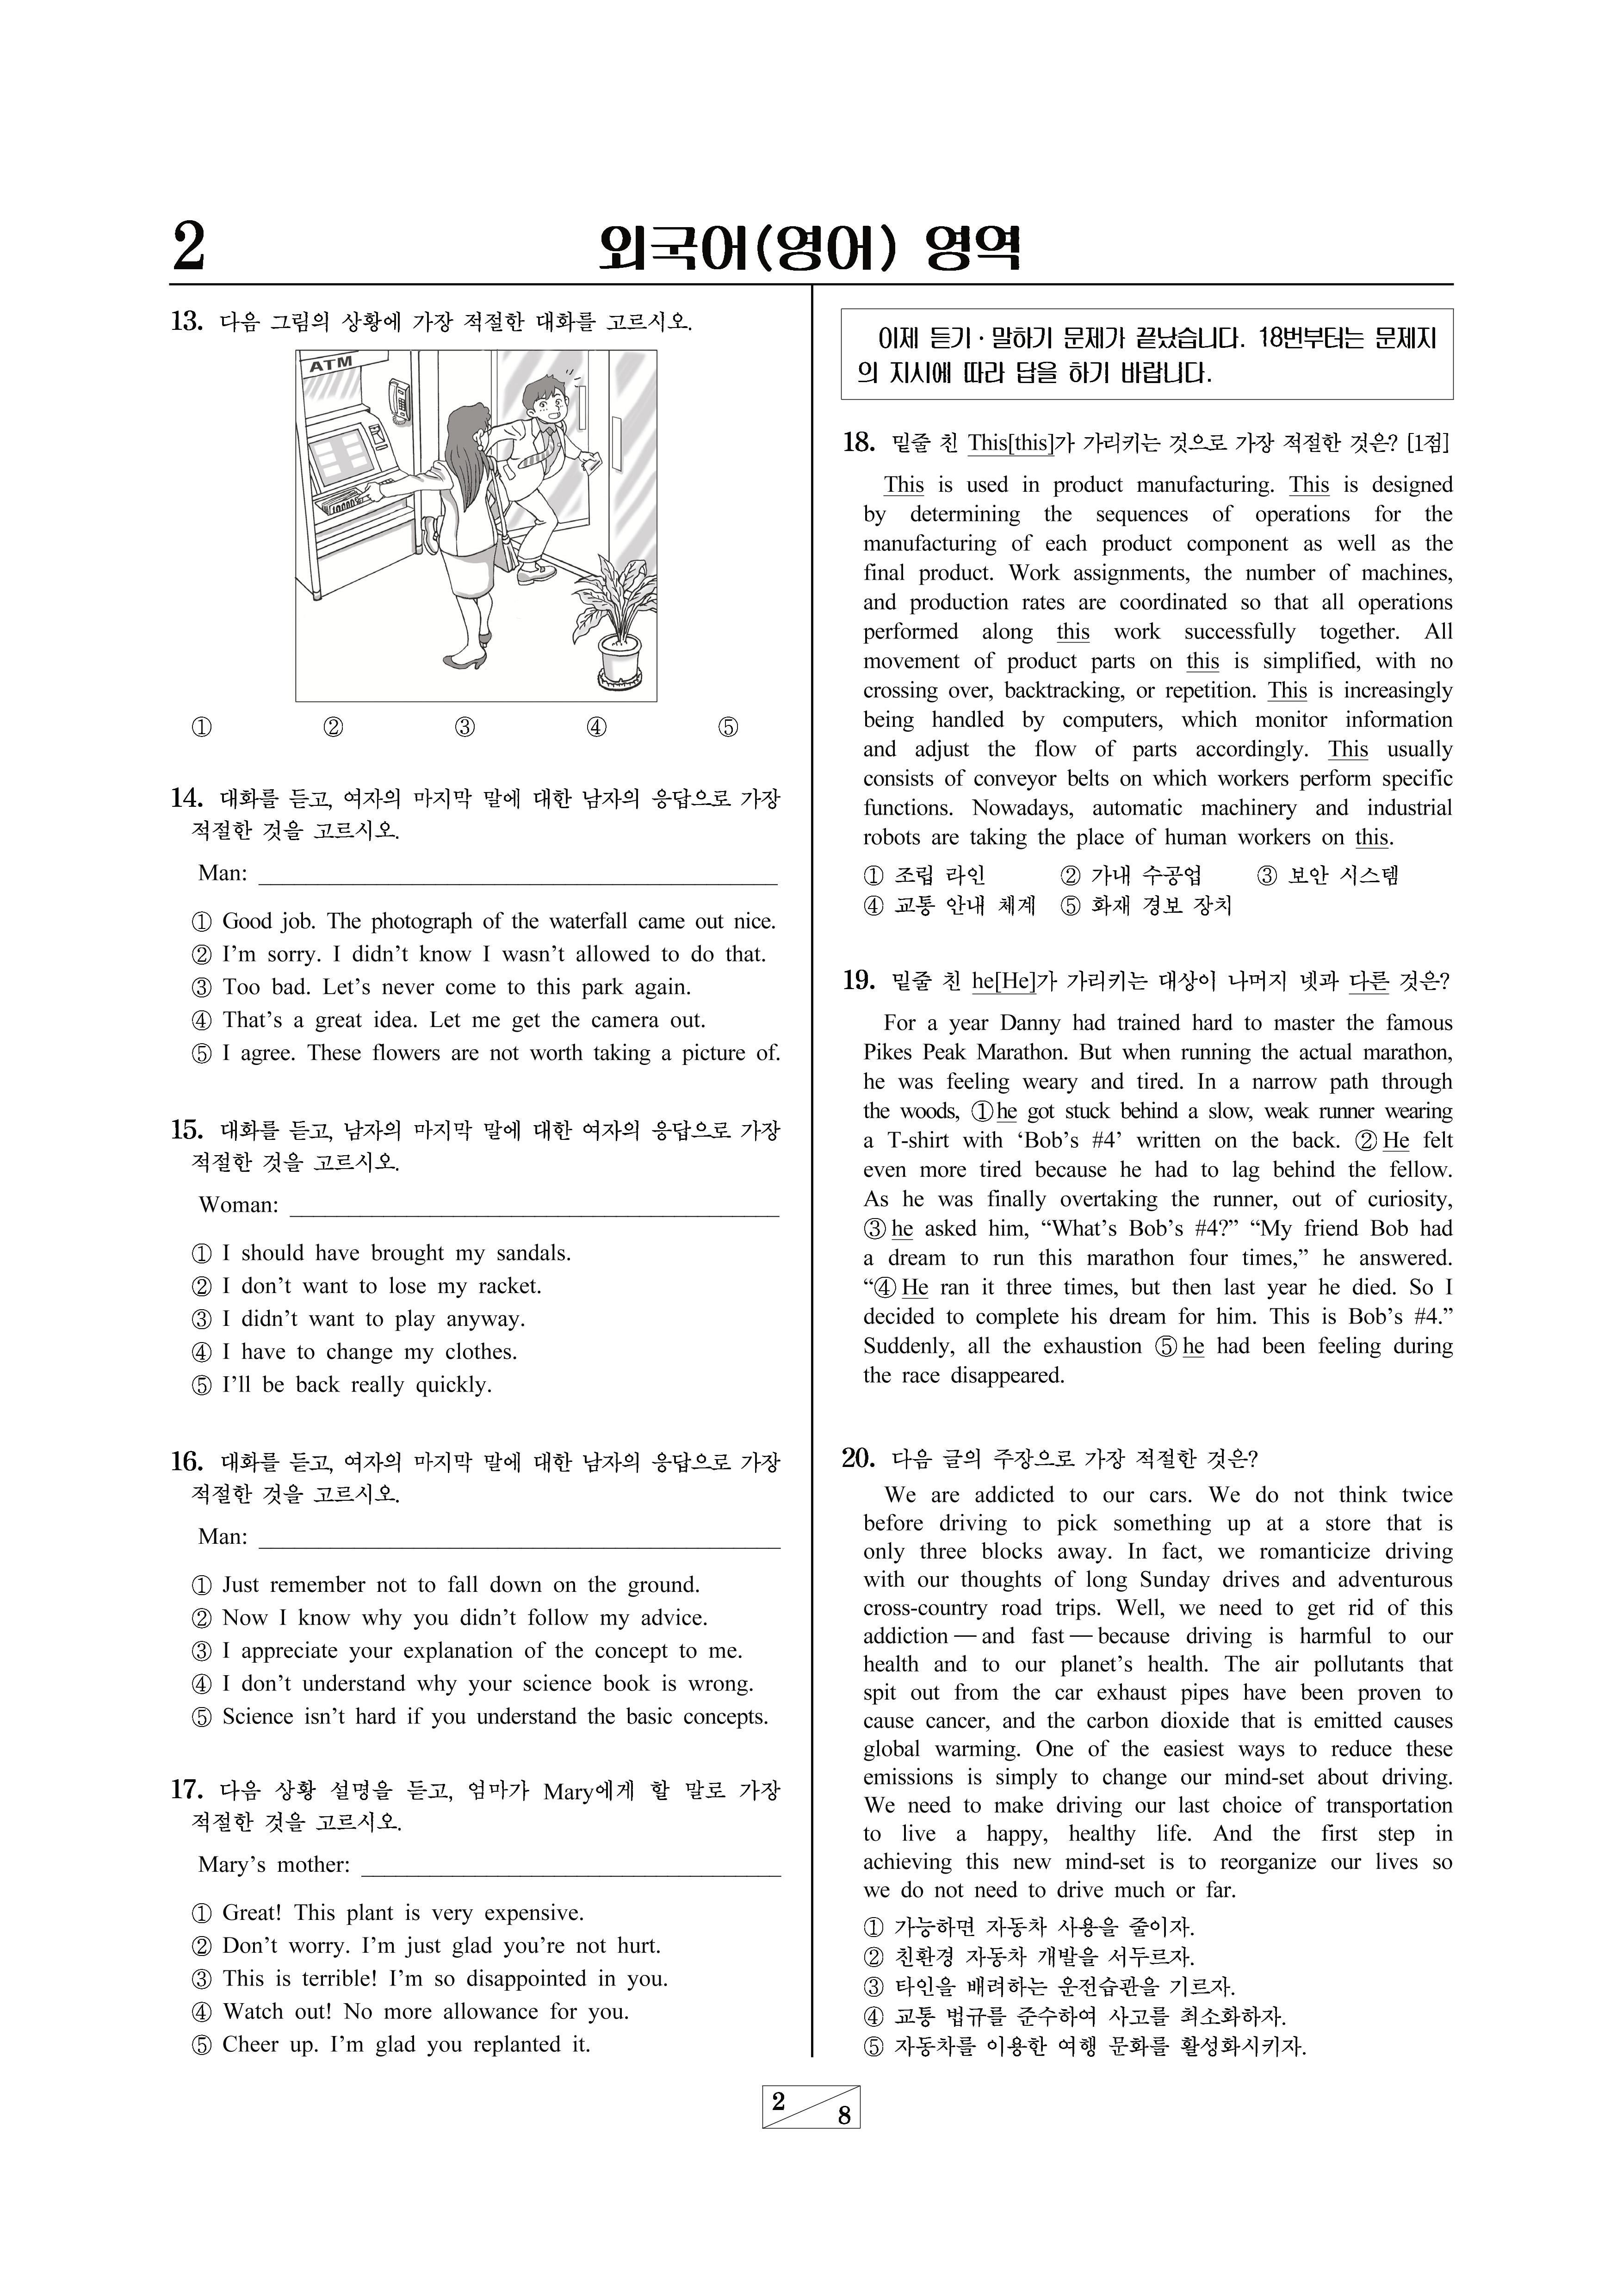 2
외국어(영어) 영역
13. 다음 그림의 상황에 가장 적절한 대화를 고르시오.
ATM
① ② ③ ④ ⑤
14. 대화를 듣고, 여자의 마지막 말에 대한 남자의 응답으로 가장
적절한 것을 고르시오.
Man:
① Good job. The photograph of the waterfall came out nice.
② I'm sorry. I didn't know I wasn't allowed to do that.
③ Too bad. Let's never come to this park again.
④ That's a great idea. Let me get the camera out.
⑤ I agree. These flowers are not worth taking a picture of.
15. 대화를 듣고, 남자의 마지막 말에 대한 여자의 응답으로 가장
적절한 것을 고르시오.
Woman:
① I should have brought my sandals.
② I don't want to lose my racket.
③ I didn't want to play anyway.
④ I have to change my clothes.
⑤ I'll be back really quickly.
16. 대화를 듣고, 여자의 마지막 말에 대한 남자의 응답으로 가장
적절한 것을 고르시오.
Man:
① Just remember not to fall down on the ground.
② Now I know why you didn't follow my advice.
③ I appreciate your explanation of the concept to me.
④ I don't understand why your science book is wrong.
⑤ Science isn't hard if you understand the basic concepts.
17. 다음 상황 설명을 듣고, 엄마가 Mary에게 할 말로 가장
적절한 것을 고르시오.
Mary's mother:
① Great! This plant is very expensive.
② Don't worry. I'm just glad you're not hurt.
③ This is terrible! I'm so disappointed in you.
④ Watch out! No more allowance for you.
⑤ Cheer up. I'm glad you replanted it.
이제 듣기·말하기 문제가 끝났습니다. 18번부터는 문제지
의 지시에 따라 답을 하기 바랍니다.
18. 밑줄 친 This[this]가 가리키는 것으로 가장 적절한 것은? [1점]
This is used in product manufacturing. This is designed
by determining the sequences of operations for the
manufacturing of each product component as well as the
final product. Work assignments, the number of machines,
and production rates are coordinated so that all operations
performed along this work successfully together. All
movement of product parts on this is simplified, with no
crossing over, backtracking, or repetition. This is increasingly
being handled by computers, which monitor information
and adjust the flow of parts accordingly. This usually
consists of conveyor belts on which workers perform specific
functions. Nowadays, automatic machinery and industrial
robots are taking the place of human workers on this.
① 조립 라인 ② 가내 수공업 ③ 보안 시스템
④ 교통 안내 체계 ⑤ 화재 경보 장치
19. 밑줄 친 he[He]가 가리키는 대상이 나머지 넷과 다른 것은?
For a year Danny had trained hard to master the famous
Pikes Peak Marathon. But when running the actual marathon,
he was feeling weary and tired. In a narrow path through
the woods, ①he got stuck behind a slow, weak runner wearing
a T-shirt with ‘Bob's #4’ written on the back. ②He felt
even more tired because he had to lag behind the fellow.
As he was finally overtaking the runner, out of curiosity,
③he asked him, “What's Bob's #4?” “My friend Bob had
a dream to run this marathon four times,” he answered.
“④He ran it three times, but then last year he died. So I
decided to complete his dream for him. This is Bob's #4.”
Suddenly, all the exhaustion ⑤he had been feeling during
the race disappeared.
20. 다음 글의 주장으로 가장 적절한 것은?
We are addicted to our cars. We do not think twice
before driving to pick something up at a store that is
only three blocks away. In fact, we romanticize driving
with our thoughts of long Sunday drives and adventurous
cross-country road trips. Well, we need to get rid of this
addiction — and fast — because driving is harmful to our
health and to our planet's health. The air pollutants that
spit out from the car exhaust pipes have been proven to
cause cancer, and the carbon dioxide that is emitted causes
global warming. One of the easiest ways to reduce these
emissions is simply to change our mind-set about driving.
We need to make driving our last choice of transportation
to live a happy, healthy life. And the first step in
achieving this new mind-set is to reorganize our lives so
we do not need to drive much or far.
① 가능하면 자동차 사용을 줄이자.
② 친환경 자동차 개발을 서두르자.
③ 타인을 배려하는 운전습관을 기르자.
④ 교통 법규를 준수하여 사고를 최소화하자.
⑤ 자동차를 이용한 여행 문화를 활성화시키자.
2
8